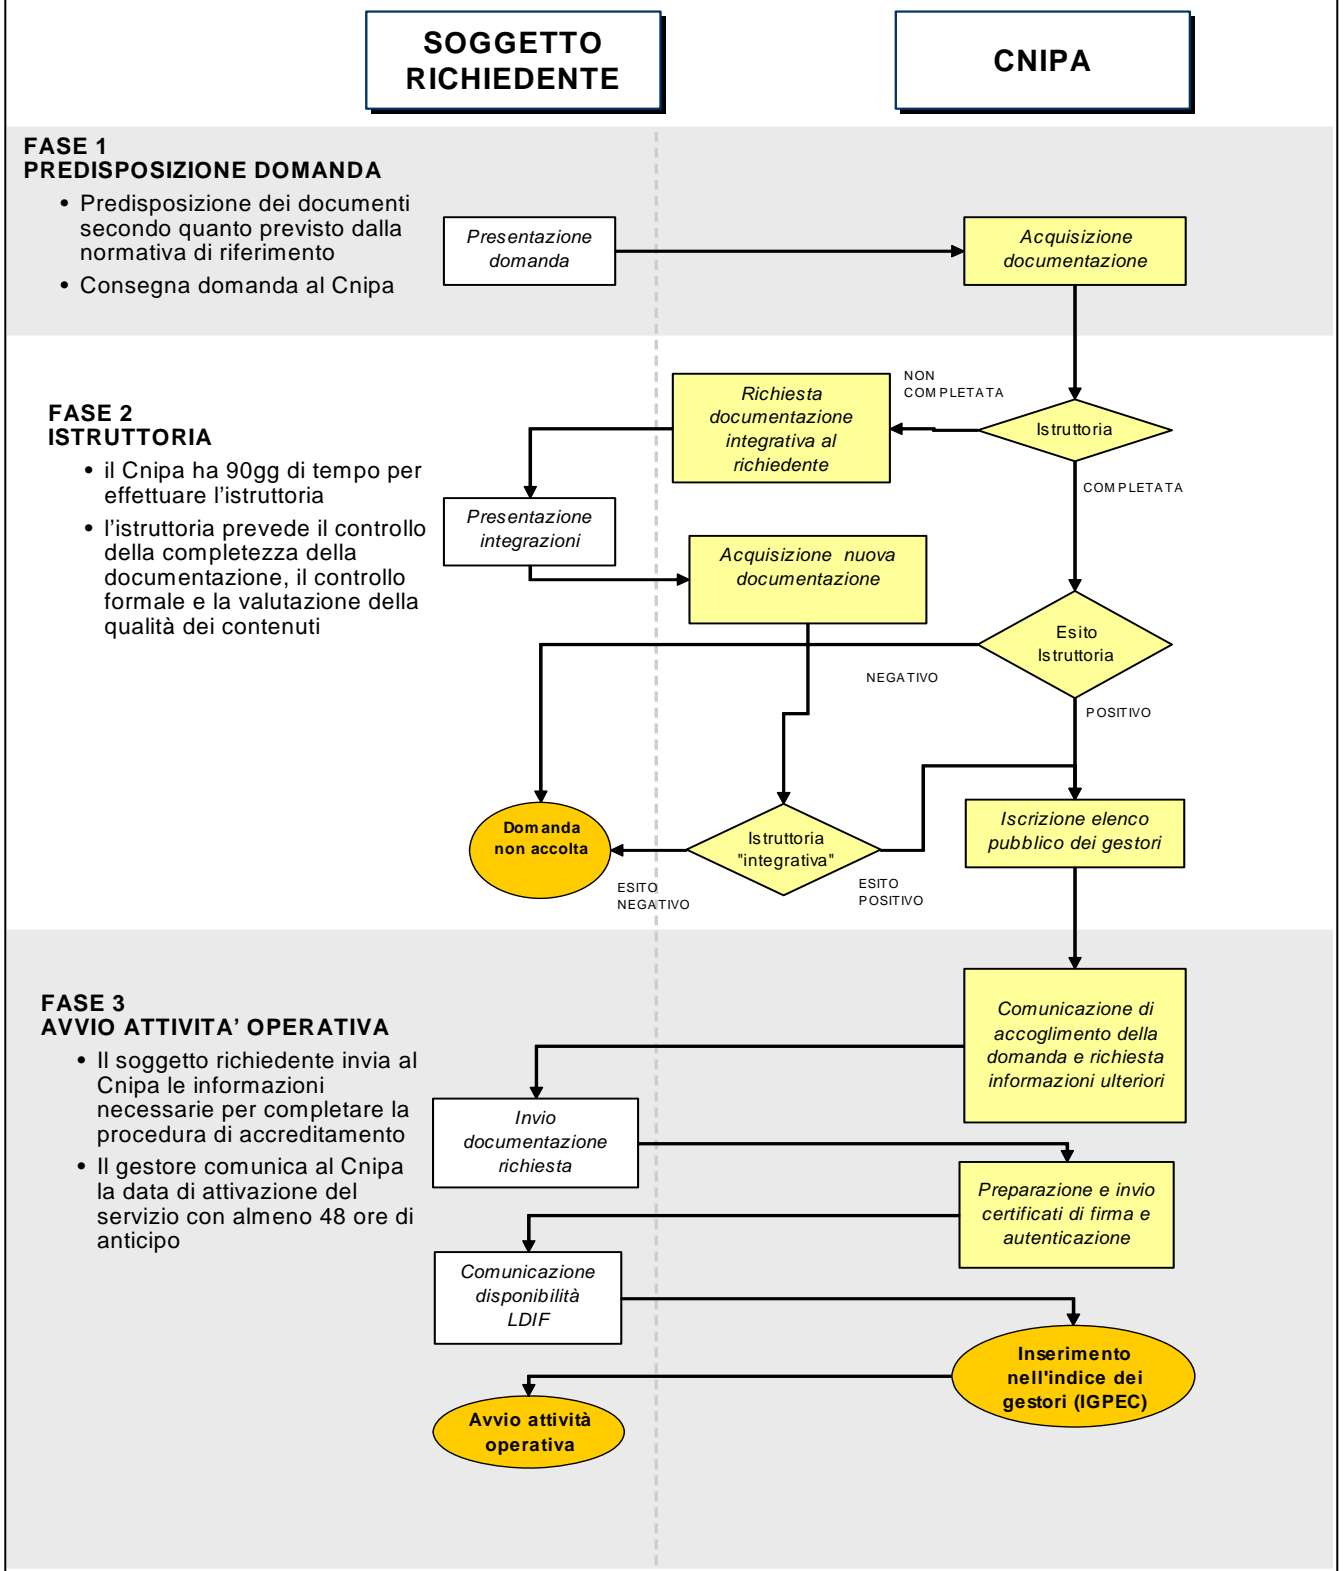 SOGGETTO
RICHIEDENTE
CNIPA
FASE 1
PREDISPOSIZIONE DOMANDA
• Predisposizione dei documenti
secondo quanto previsto dalla
normativa di riferimento
• Consegna domanda al Cnipa
Presentazione
domanda
Acquisizione
documentazione
FASE 2
ISTRUTTORIA
• il Cnipa ha 90gg di tempo per
effettuare l'istruttoria
• l'istruttoria prevede il controllo
della completezza della
documentazione, il controllo
formale e la valutazione della
qualità dei contenuti
Richiesta
documentazione
integrativa al
richiedente
NON
COMPLETATA
Istruttoria
COMPLETATA
Presentazione
integrazioni
Acquisizione nuova
documentazione
Esito
Istruttoria
NEGATIVO
POSITIVO
Domanda
non accolta
Istruttoria
"integrativa"
Iscrizione elenco
pubblico dei gestori
ESITO
NEGATIVO
ESITO
POSITIVO
FASE 3
AVVIO ATTIVITA' OPERATIVA
• Il soggetto richiedente invia al
Cnipa le informazioni
necessarie per completare la
procedura di accreditamento
• Il gestore comunica al Cnipa
la data di attivazione del
servizio con almeno 48 ore di
anticipo
Comunicazione di
accoglimento della
domanda e richiesta
informazioni ulteriori
Invio
documentazione
richiesta
Preparazione e invio
certificati di firma e
autenticazione
Comunicazione
disponibilità
LDIF
Inserimento
nell'indice dei
gestori (IGPEC)
Avvio attività
operativa